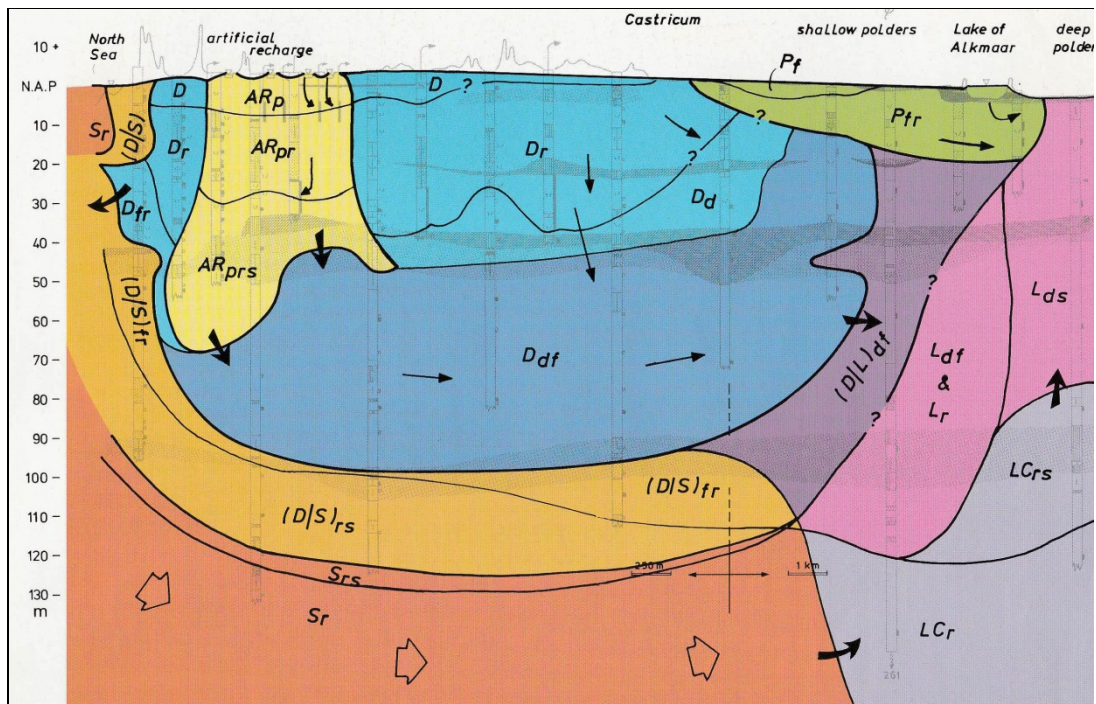 Castricum
North Sea
artificial recharge
shallow polders
Lake of Alkmaar
deep polder
10 +
N.A.P
10
20
30
40
50
60
70
80
90
100
110
120
130
m
Sr
(S/D)
D
Dr
Dfr
ARp
ARpr
ARprs
D ?
Dr
?
Dd
?
Pf
Pfr
(D/S)fr
Ddf
(D/L)df
?
?
Ldf & Lr
Lds
LCrs
LCr
(D/S)rs
(D/S)fr
Srs
Sr
250 m
1 km
261